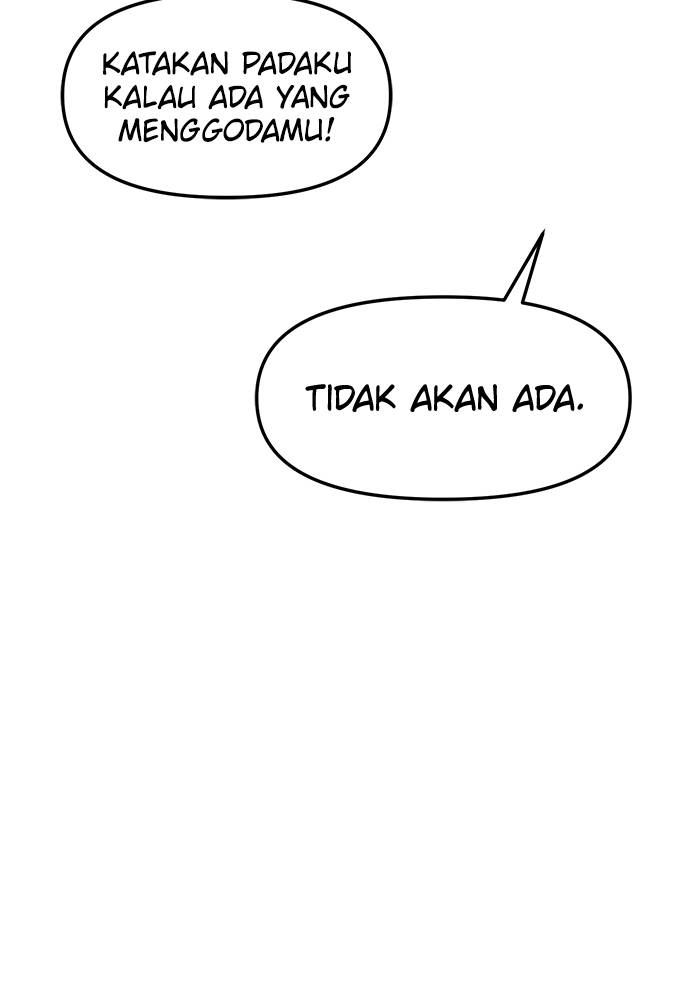 KATAKAN PADAKU
KALAU ADA YANG
MENGGODAMU!
TIDAK AKAN ADA.